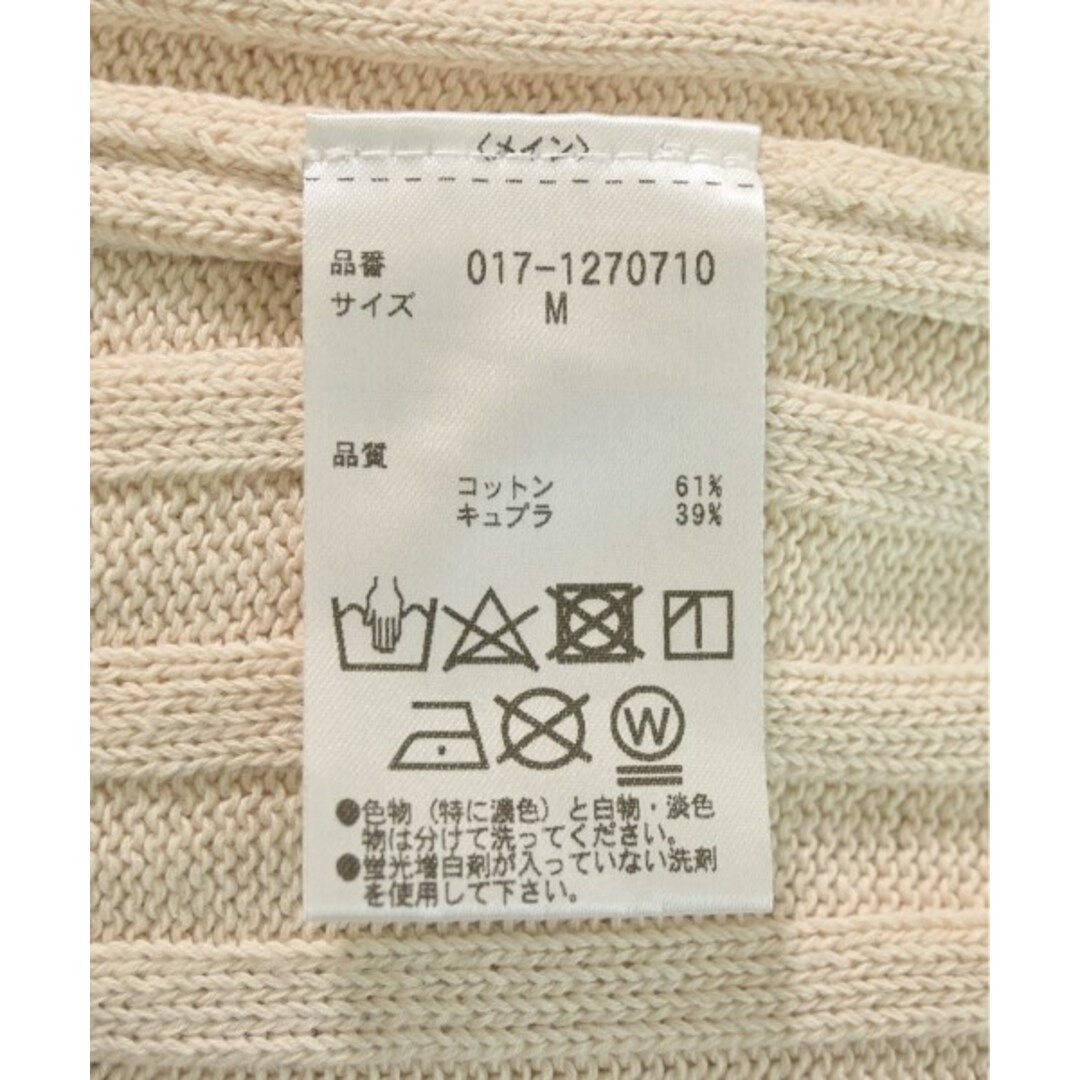 〈メイン〉
品番 017-1270710
サイズ M
品質
コットン 61%
キュプラ 39%
W
●色物(特に濃色)と白物・淡色
物は分けて洗ってください。
●蛍光増白剤が入っていない洗剤
を使用して下さい。